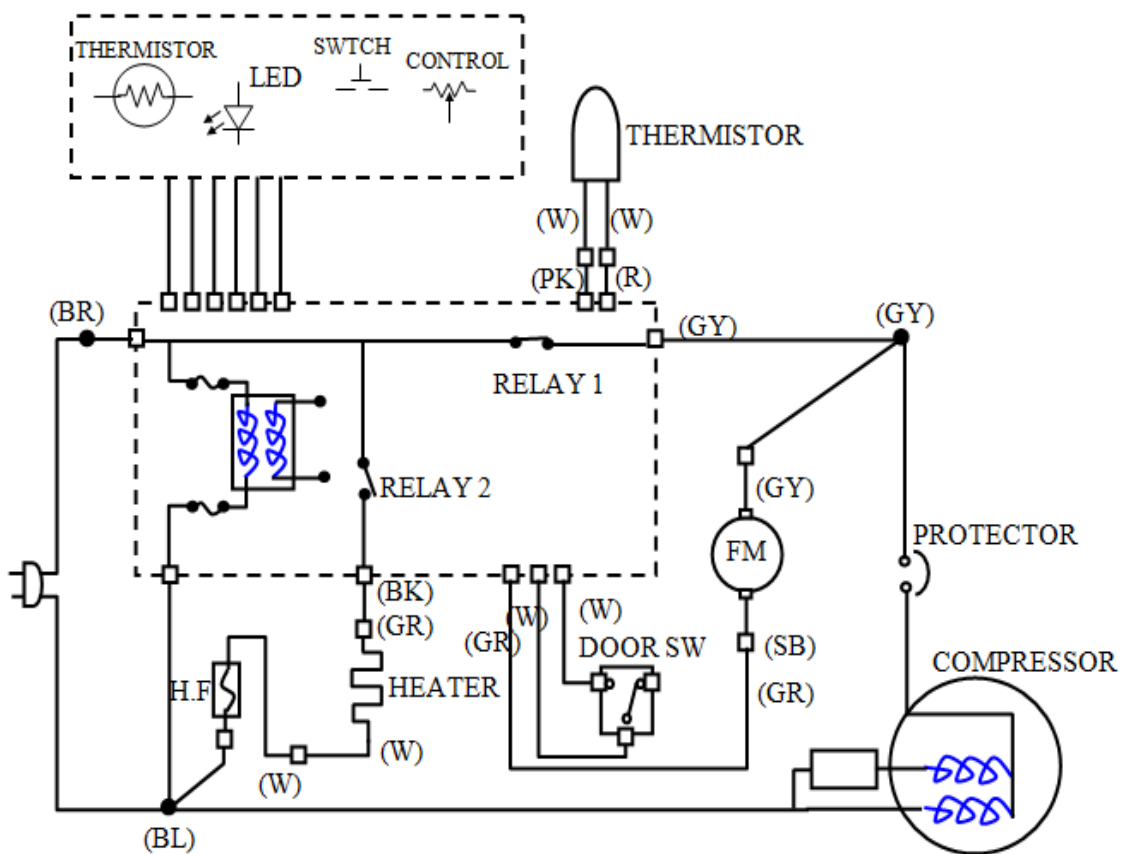 THERMISTOR
LED
SWTCH
CONTROL
THERMISTOR
(W)
(W)
(PK)
(R)
(BR)
(GY)
(GY)
RELAY 1
RELAY 2
(GY)
FM
PROTECTOR
(BK)
(GR)
(GR)
(W)
(W)
DOOR SW
(SB)
(GR)
COMPRESSOR
H.F
HEATER
(W)
(W)
(BL)